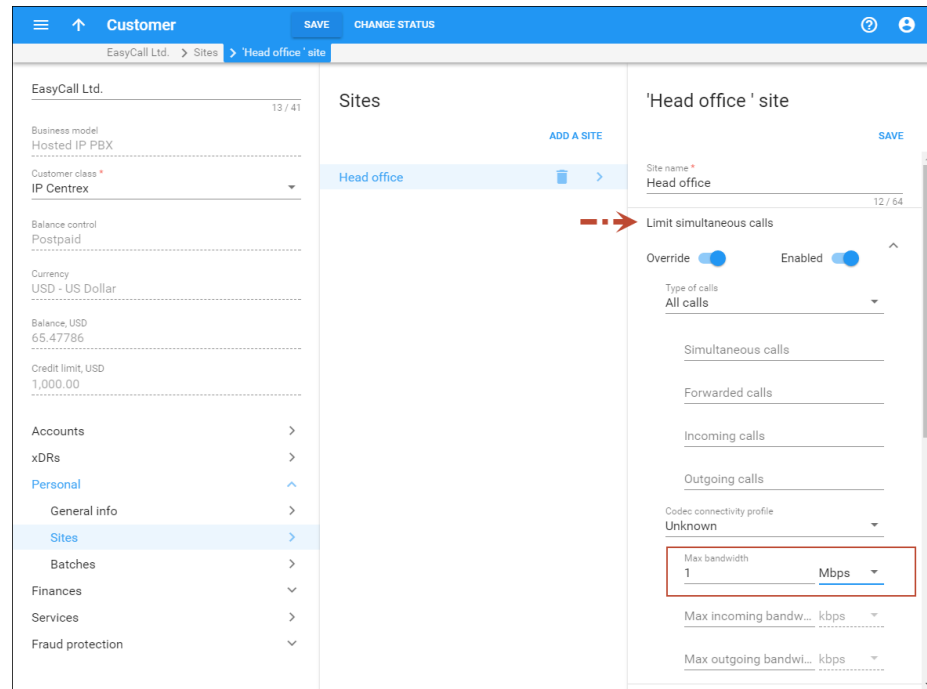 Customer
SAVE
CHANGE STATUS
EasyCall Ltd. > Sites > 'Head office ' site
EasyCall Ltd.
13 / 41
Business model
Hosted IP PBX
Customer class *
IP Centrex
Balance control
Postpaid
Currency
USD - US Dollar
Balance, USD
65.47786
Credit limit, USD
1,000.00
Accounts
xDRs
Personal
General info
Sites
Batches
Finances
Services
Fraud protection
Sites
ADD A SITE
Head office
'Head office ' site
SAVE
Site name *
Head office
12 / 64
Limit simultaneous calls
Override
Enabled
Type of calls
All calls
Simultaneous calls
Forwarded calls
Incoming calls
Outgoing calls
Codec connectivity profile
Unknown
Max bandwidth
1 Mbps
Max incoming bandw... kbps
Max outgoing bandwi... kbps